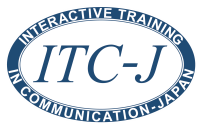 INTERACTIVE TRAINING
ITC-J
IN COMMUNICATION-JAPAN